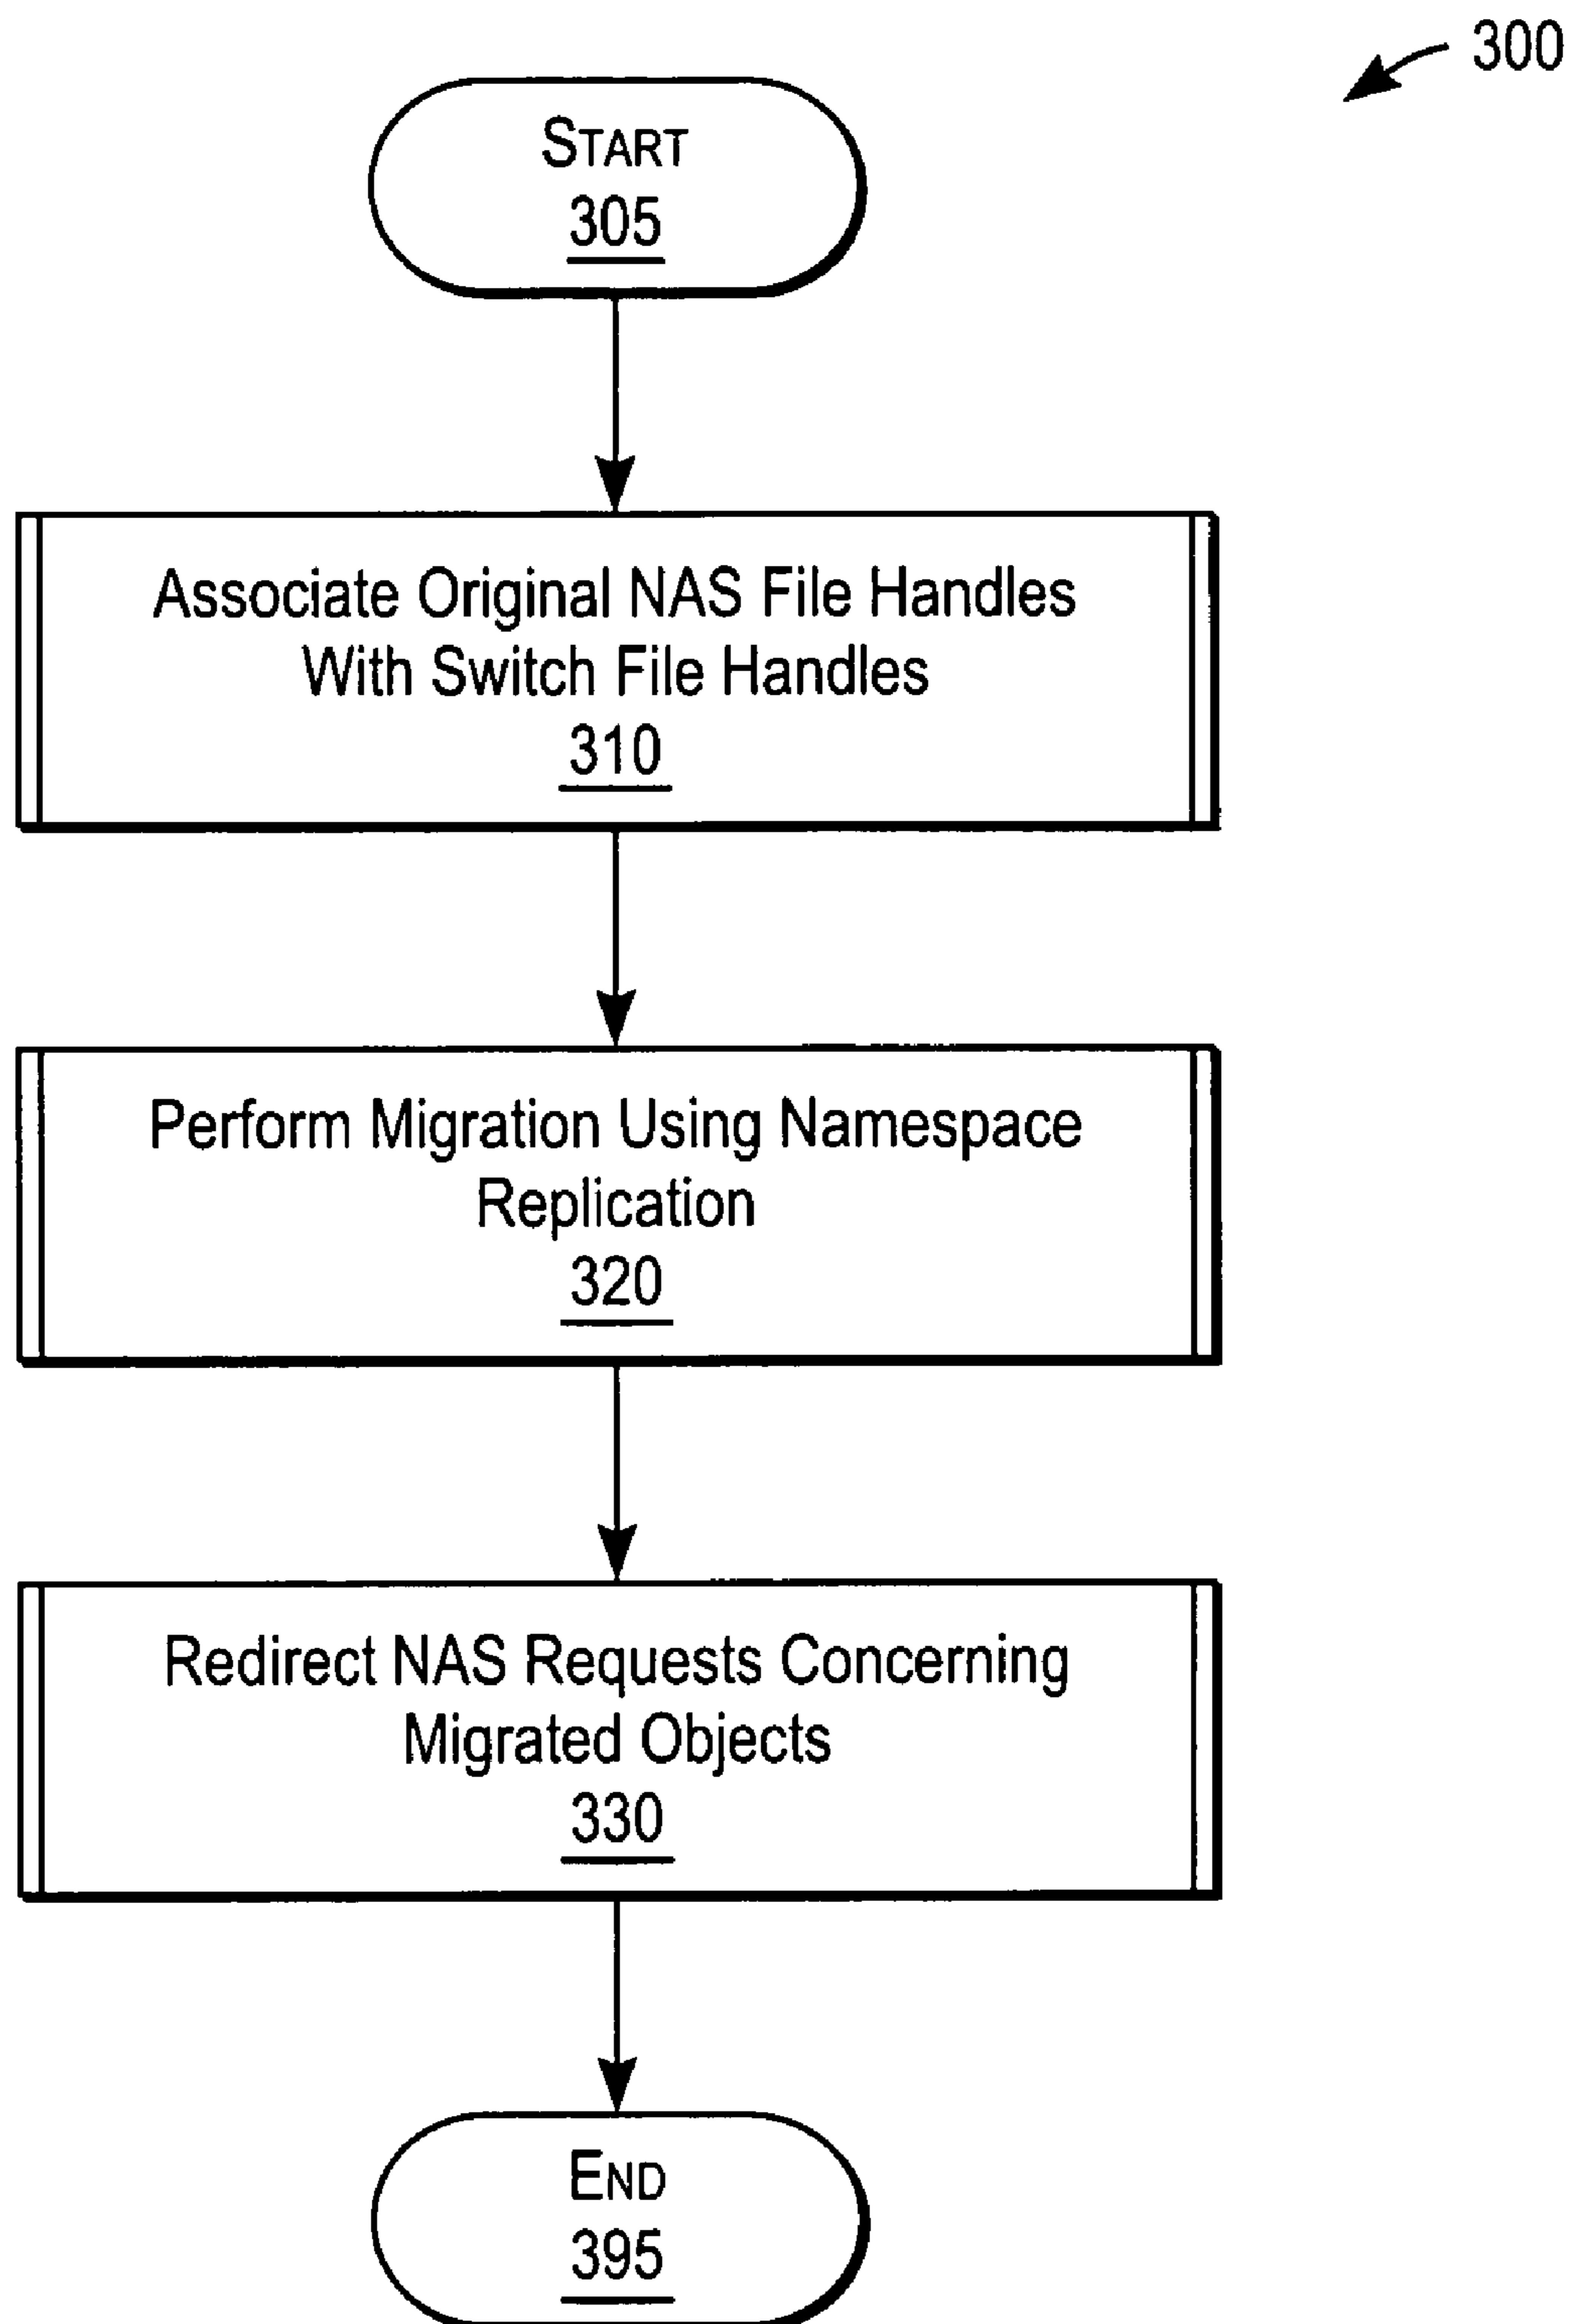 300
START
305
Associate Original NAS File Handles
With Switch File Handles
310
Perform Migration Using Namespace
Replication
320
Redirect NAS Requests Concerning
Migrated Objects
330
END
395